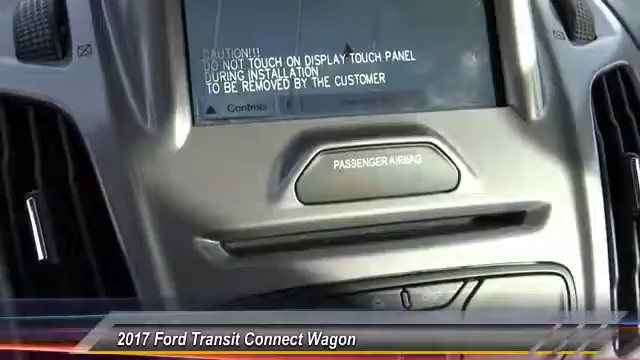 CAUTION!!!
DO NOT TOUCH ON DISPLAY TOUCH PANEL
DURING INSTALLATION
TO BE REMOVED BY THE CUSTOMER
Controls
PASSENGER AIRBAG
2017 Ford Transit Connect Wagon